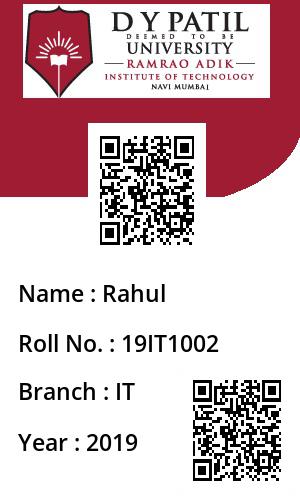 D Y PATIL
DEEMED TO BE
UNIVERSITY
RAMRAO ADIK
INSTITUTE OF TECHNOLOGY
NAVI MUMBAI
Name : Rahul
Roll No. : 19IT1002
Branch : IT
Year : 2019